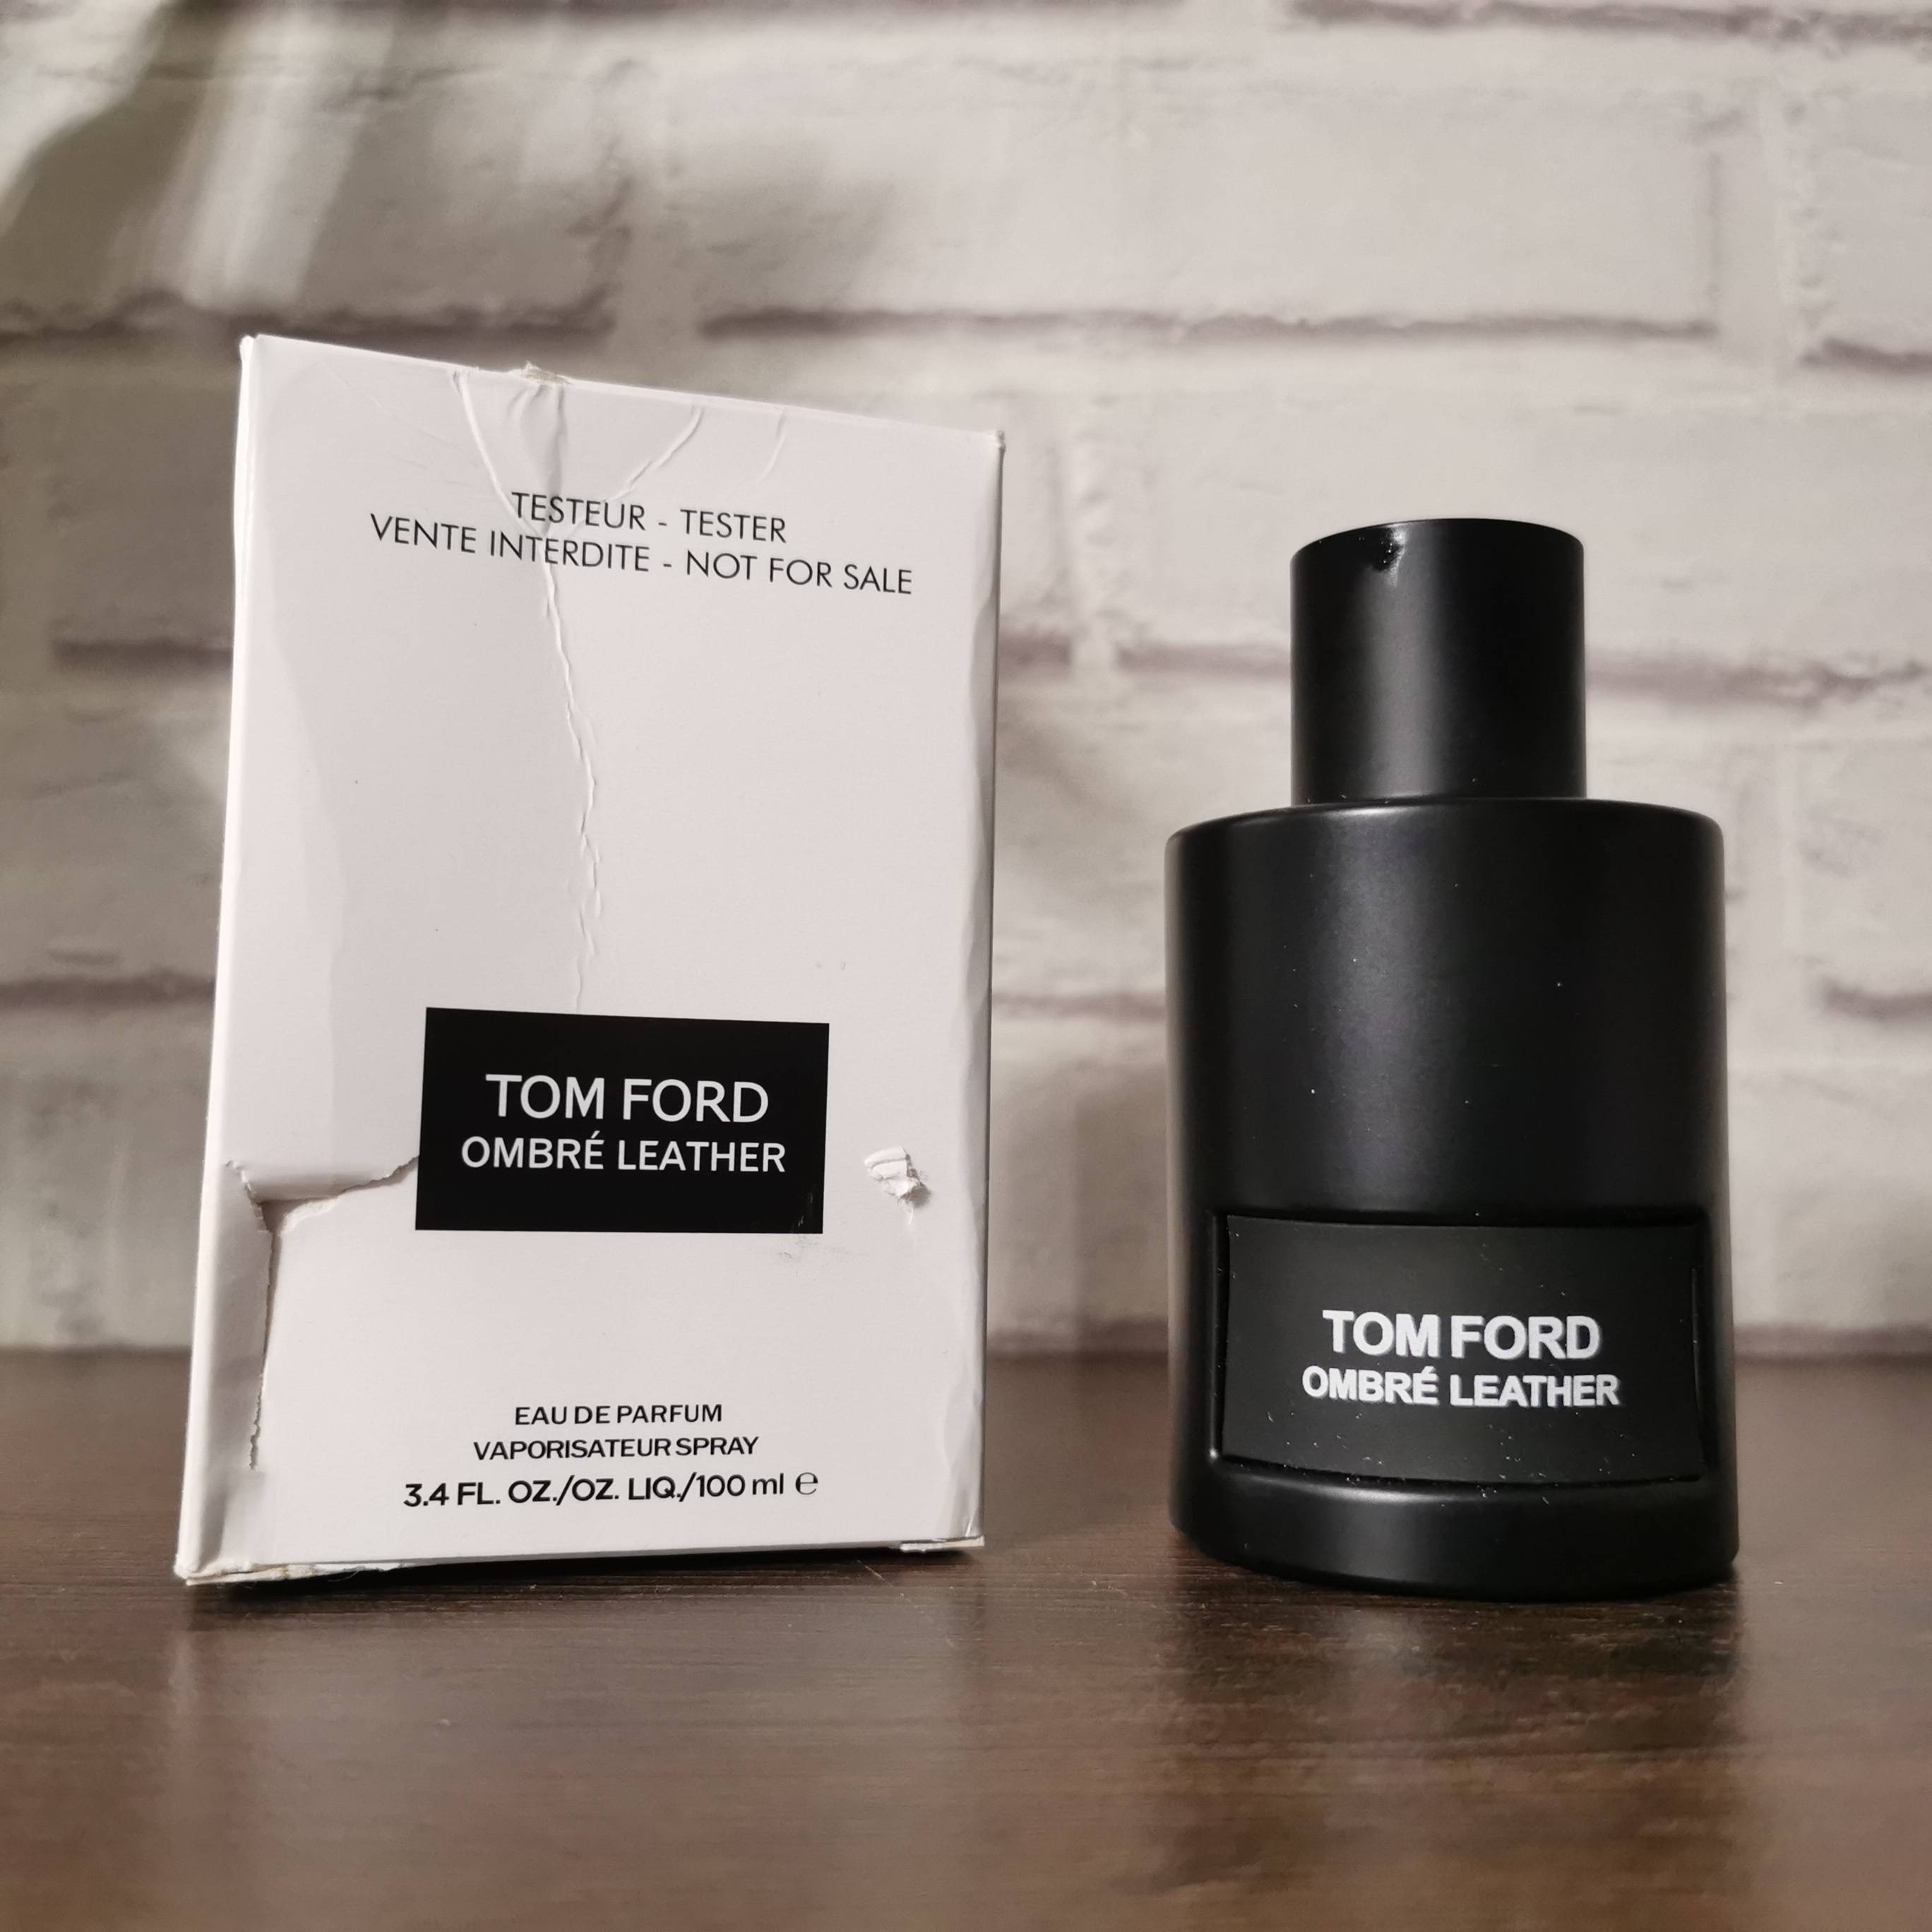 TESTEUR - TESTER
VENTE INTERDITE - NOT FOR SALE
TOM FORD
OMBRÉ LEATHER
EAU DE PARFUM
VAPORISATEUR SPRAY
3.4 FL. OZ./OZ. LIQ./100 ml ℮
TOM FORD
OMBRÉ LEATHER